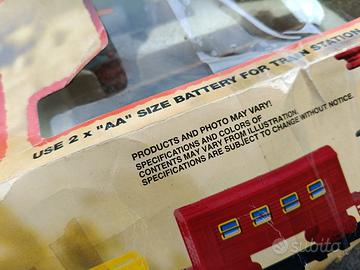 USE 2 x "AA" SIZE BATTERY FOR TRAIN STATION
PRODUCTS AND PHOTO MAY VARY!
SPECIFICATIONS AND COLORS OF
CONTENTS MAY VARY FROM ILLUSTRATION.
SPECIFICATIONS ARE SUBJECT TO CHANGE WITHOUT NOTICE.
subito